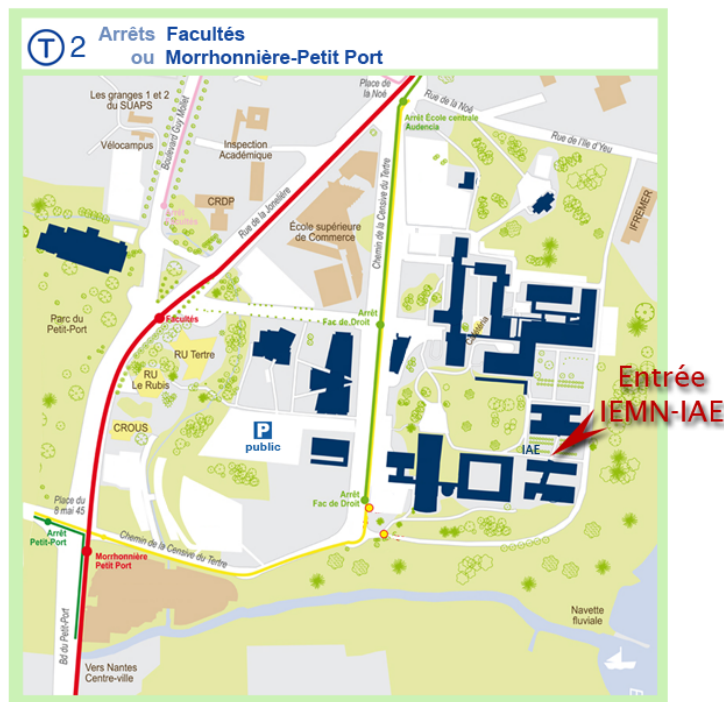 T 2 Arrêts Facultés
ou Morrhonnière-Petit Port
Place de
la Noé
Rue de la Noé
Les granges 1 et 2
du SUAPS
Boulevard Guy Mollet
Arrêt École centrale
Audencia
Rue de l'Ile d'Yeu
Vélocampus
Inspection
Académique
CRDP
Rue de la Jonelière
Chemin de la Censive du Tertre
IFREMER
École supérieure
de Commerce
Arrêt
Facultés
Parc du
Petit-Port
Facultés
Arrêt
Fac de Droit
RU Tertre
RU
Le Rubis
Entrée
IEMN-IAE
CROUS
P
public
IAE
Place du
8 mai 45
Arrêt
Fac de Droit
Arrêt
Petit-Port
Chemin de la Censive du Tertre
Morrhonnière
Petit Port
Bd du Petit-Port
Navette
fluviale
Vers Nantes
Centre-ville